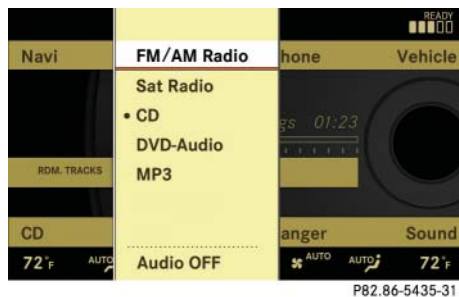 READY
Navi FM/AM Radio hone Vehicle
Sat Radio
• CD gs 01:23
DVD-Audio
RDM. TRACKS MP3
CD anger Sound
72°F AUTO Audio OFF AUTO AUTO 72°F
P82.86-5435-31